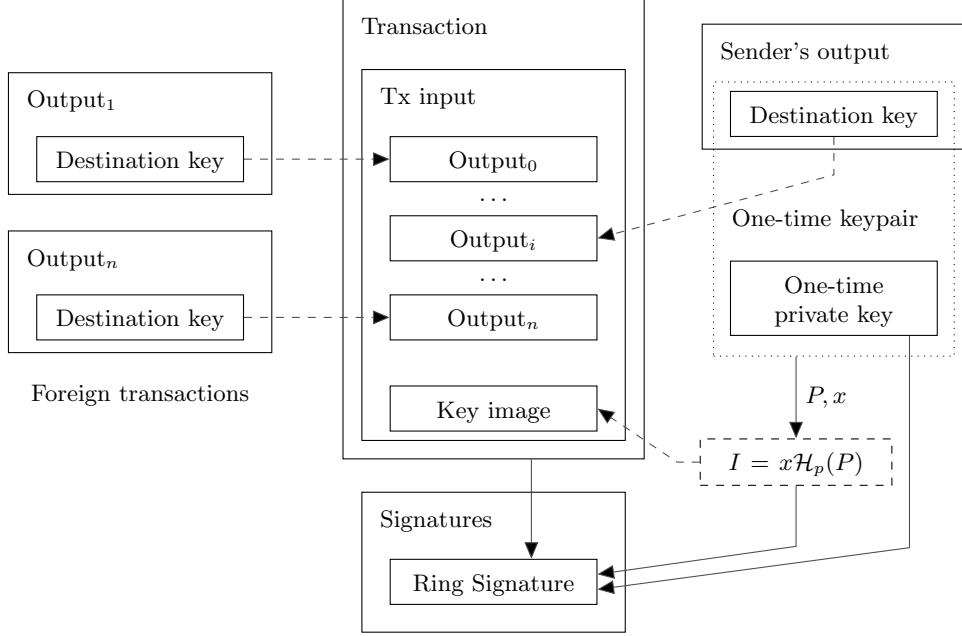 Transaction
Sender's output
Output₁
Destination key
Tx input
Destination key
Output₀
. . .
One-time keypair
Outputₙ
Destination key
Outputᵢ
. . .
Outputₙ
One-time
private key
Foreign transactions
Key image
P, x
I = xℋₚ(P)
Signatures
Ring Signature